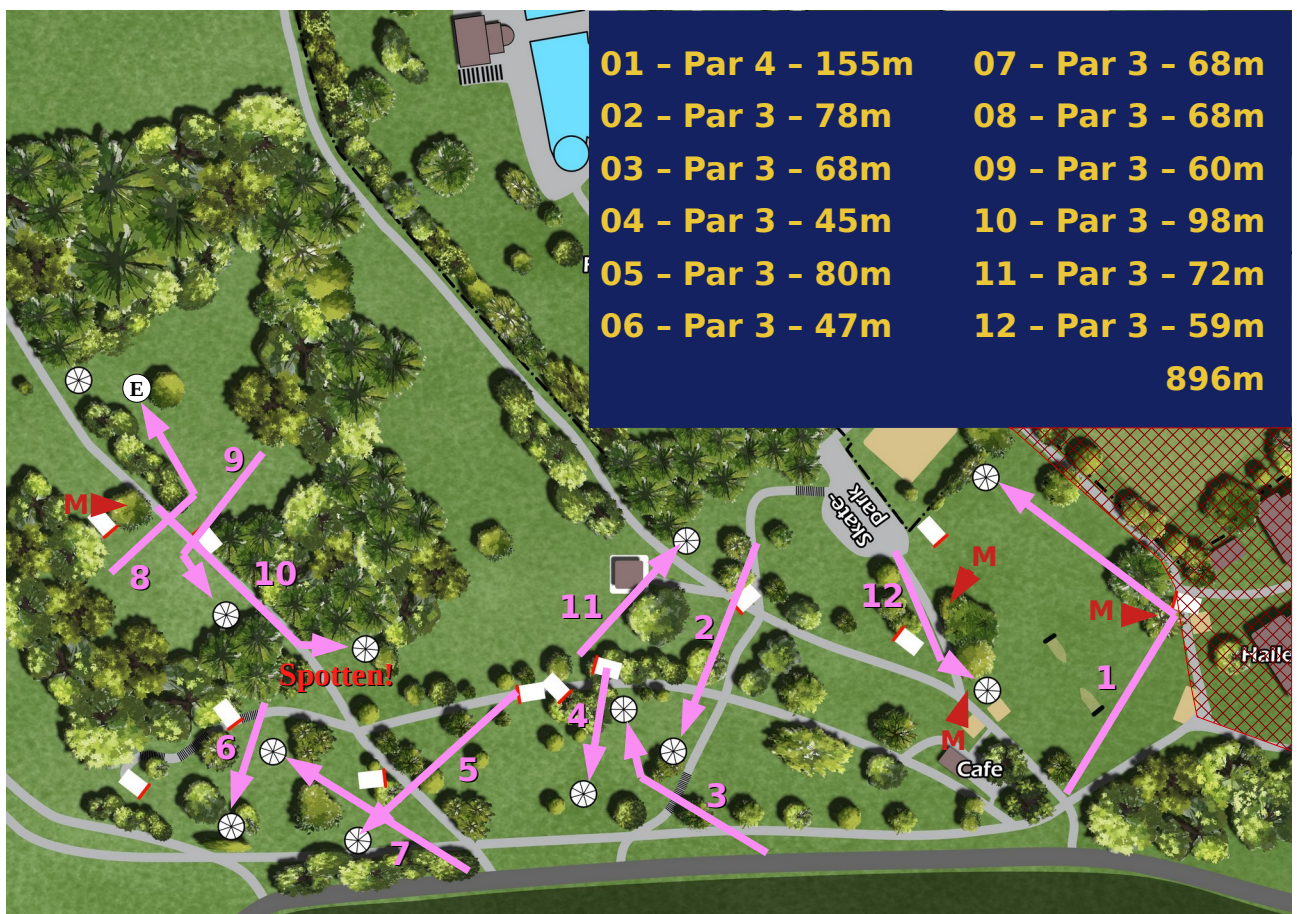 01 – Par 4 – 155m
02 – Par 3 – 78m
03 – Par 3 – 68m
04 – Par 3 – 45m
05 – Par 3 – 80m
06 – Par 3 – 47m
07 – Par 3 – 68m
08 – Par 3 – 68m
09 – Par 3 – 60m
10 – Par 3 – 98m
11 – Par 3 – 72m
12 – Par 3 – 59m
896m
E
9
M
8
10
Skate-
park
M
12
M
11
2
Spotten!
1
4
6
M
5
Cafe
3
7